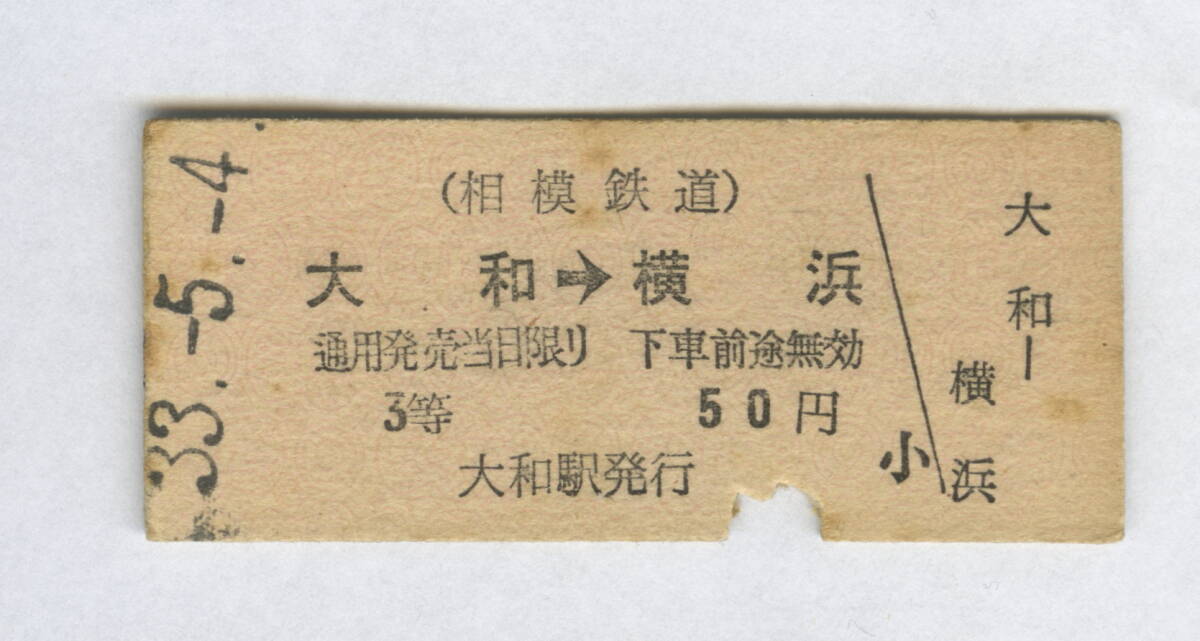 33.-5.-4
(相模鉄道)
大和➔横浜
通用発売当日限り 下車前途無効
3等 50円
大和駅発行
小
大和ー
横浜